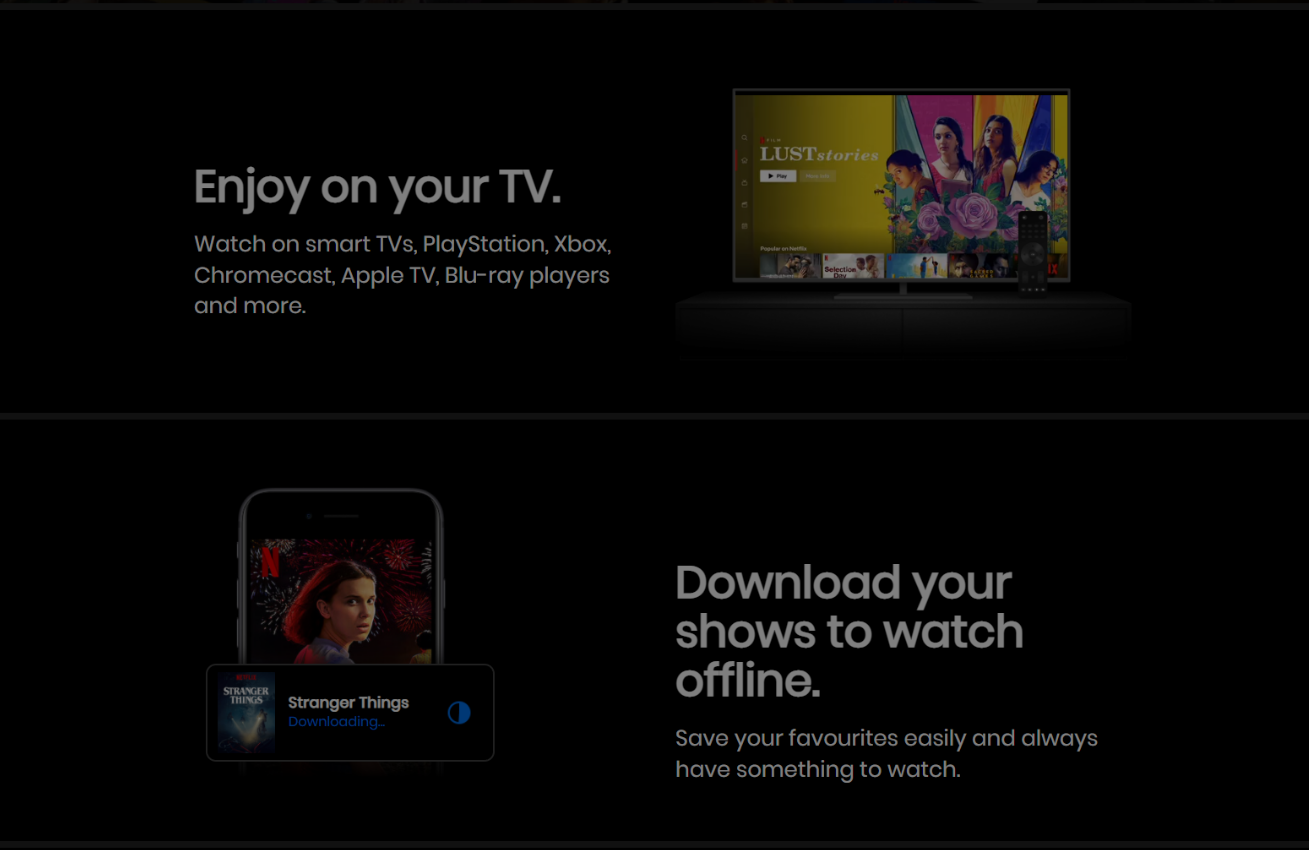 Enjoy on your TV.
Watch on smart TVs, PlayStation, Xbox,
Chromecast, Apple TV, Blu-ray players
and more.
FILM
LUST stories
Play
More Info
Popular on Netflix
Selection
Day
N
STRANGER
THINGS
Stranger Things
Downloading...
Download your
shows to watch
offline.
Save your favourites easily and always
have something to watch.